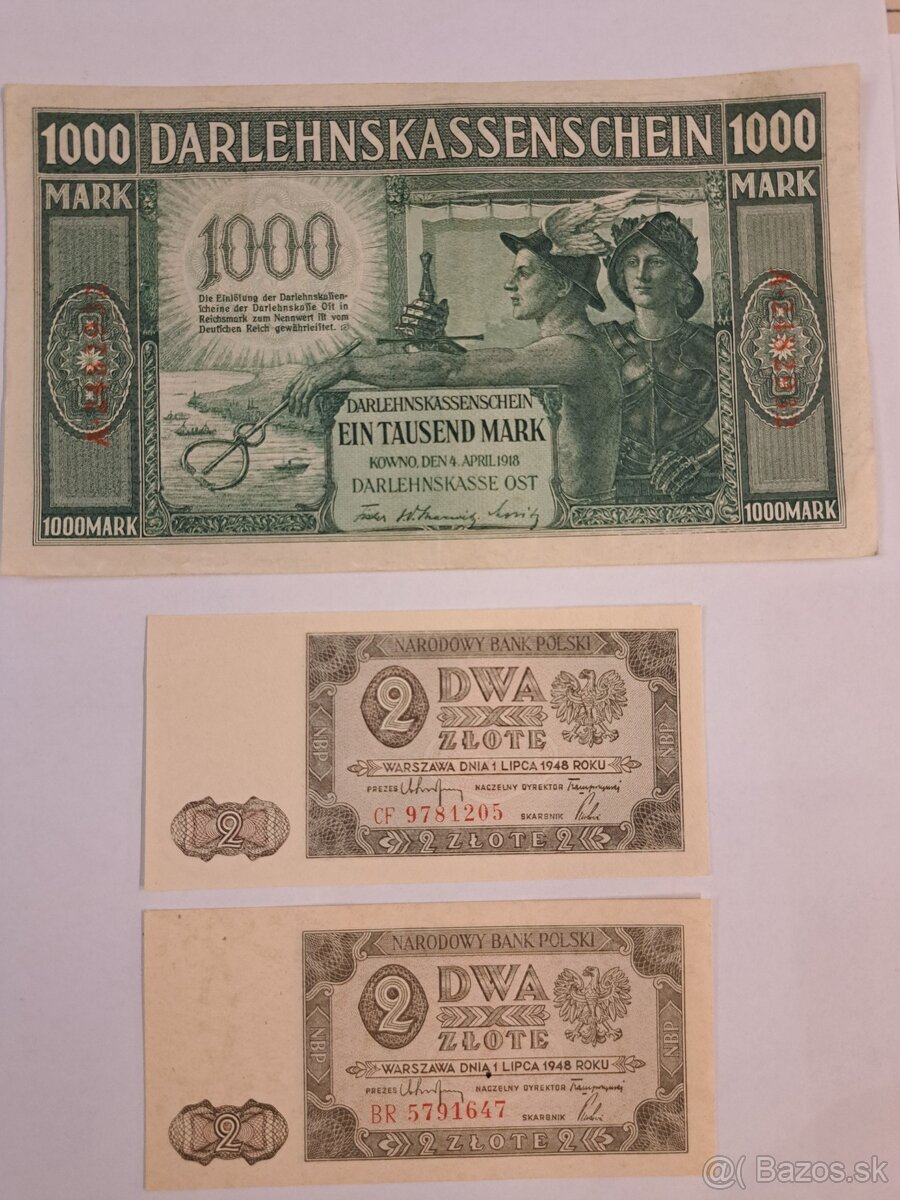 1000 DARLEHNSKASSENSCHEIN 1000
MARK MARK
1000
Die Einlösung der Darlehnskassen-
scheine der Darlehnskasse Ost in
Reichsmark zum Nennwert ist vom
Deutschen Reich gewährleistet.
DARLEHNSKASSENSCHEIN
EIN TAUSEND MARK
KOWNO, DEN 4. APRIL 1918
DARLEHNSKASSE OST
1000MARK 1000MARK
NARODOWY BANK POLSKI
2 DWA
ZŁOTE
NBP NBP
WARSZAWA DNIA 1 LIPCA 1948 ROKU
PREZES NACZELNY DYREKTOR
CF 9781205 SKARBNIK
2
2 ZŁOTE 2
NARODOWY BANK POLSKI
2 DWA
ZŁOTE
NBP NBP
WARSZAWA DNIA 1 LIPCA 1948 ROKU
PREZES NACZELNY DYREKTOR
BR 5791647 SKARBNIK
2
2 ZŁOTE 2
@( Bazos.sk